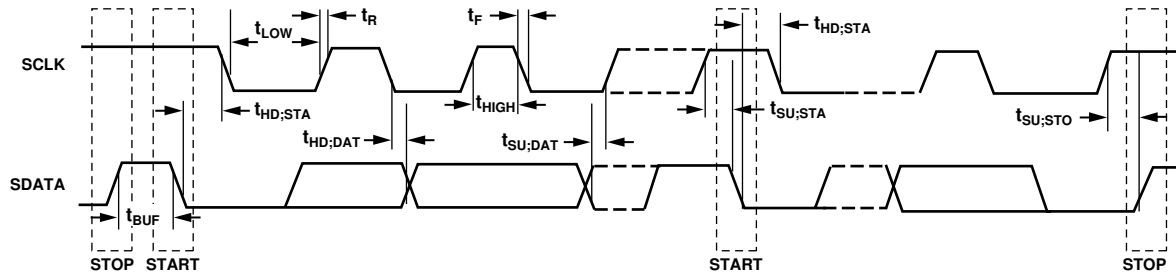 tR
tF
tHD;STA
tLOW
SCLK
tHD;STA
tHIGH
tSU;STA
tSU;STO
tHD;DAT
tSU;DAT
SDATA
tBUF
STOP START START STOP